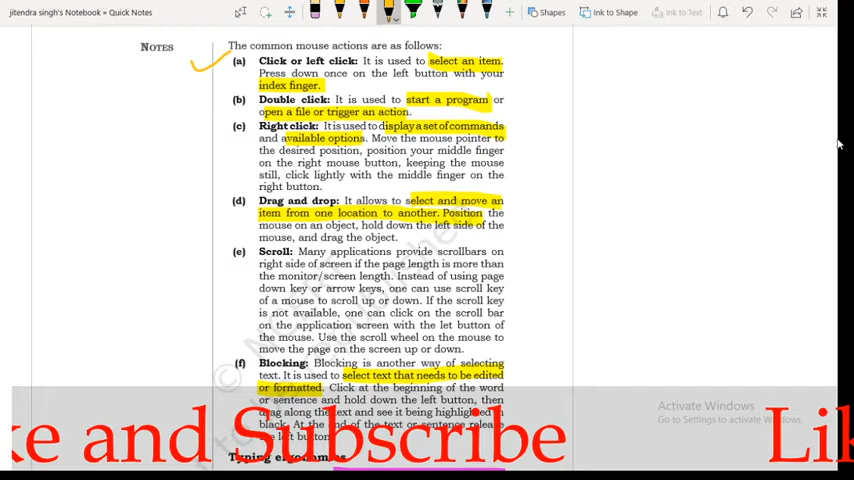 jitendra singh's Notebook » Quick Notes
Shapes
Ink to Shape
Ink to Text
NOTES
The common mouse actions are as follows:
(a) Click or left click: It is used to select an item.
Press down once on the left button with your
index finger.
(b) Double click: It is used to start a program or
open a file or trigger an action.
(c) Right click: It is used to display a set of commands
and available options. Move the mouse pointer to
the desired position, position your middle finger
on the right mouse button, keeping the mouse
still, click lightly with the middle finger on the
right button.
(d) Drag and drop: It allows to select and move an
item from one location to another. Position the
mouse on an object, hold down the left side of the
mouse, and drag the object.
(e) Scroll: Many applications provide scrollbars on
right side of screen if the page length is more than
the monitor/screen length. Instead of using page
down key or arrow keys, one can use scroll key
of a mouse to scroll up or down. If the scroll key
is not available, one can click on the scroll bar
on the application screen with the let button of
the mouse. Use the scroll wheel on the mouse to
move the page on the screen up or down.
(f) Blocking: Blocking is another way of selecting
text. It is used to select text that needs to be edited
or formatted. Click at the beginning of the word
or sentence and hold down the left button, then
drag along the text and see it being highlighted in
black. At the end of the text or sentence release
the left button.
Typing ergonomics
Activate Windows
Go to Settings to activate Windows.
ke and Subscribe Lik